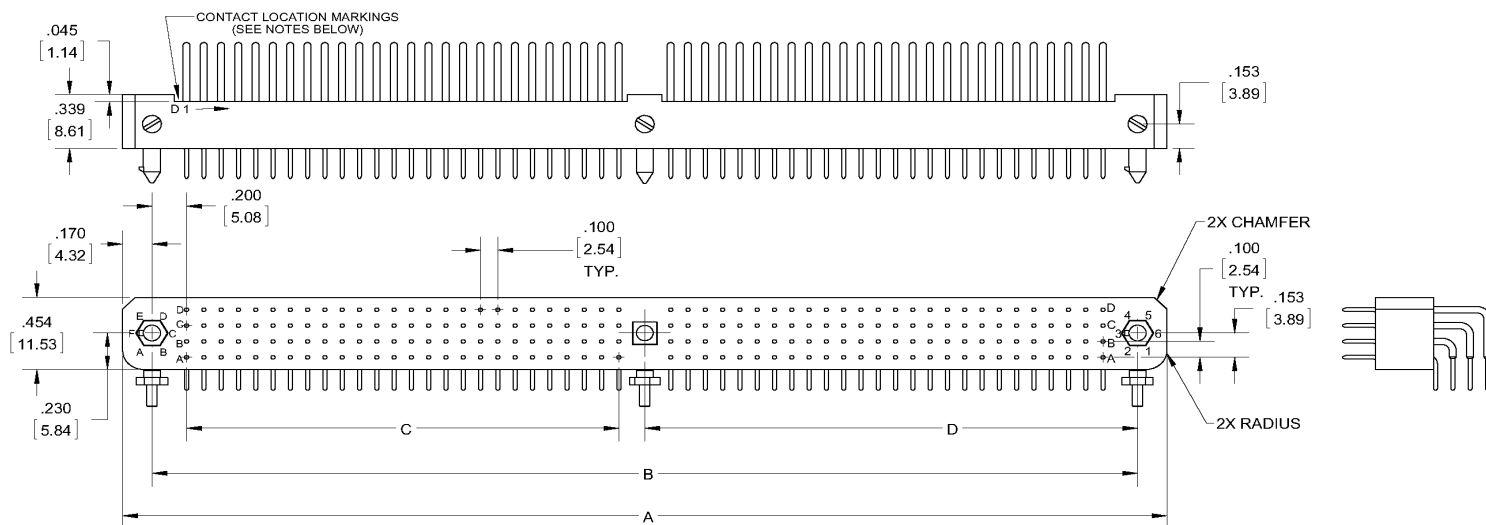 CONTACT LOCATION MARKINGS
(SEE NOTES BELOW)
.045
[1.14]
.339
[8.61]
D 1
.153
[3.89]
.200
[5.08]
.170
[4.32]
.100
[2.54]
TYP.
2X CHAMFER
.100
[2.54]
TYP.
.153
[3.89]
.454
[11.53]
E D
F C
A B
D
C
B
A
D
C
B
A
4 5
3 6
2 1
.230
[5.84]
C
D
2X RADIUS
B
A